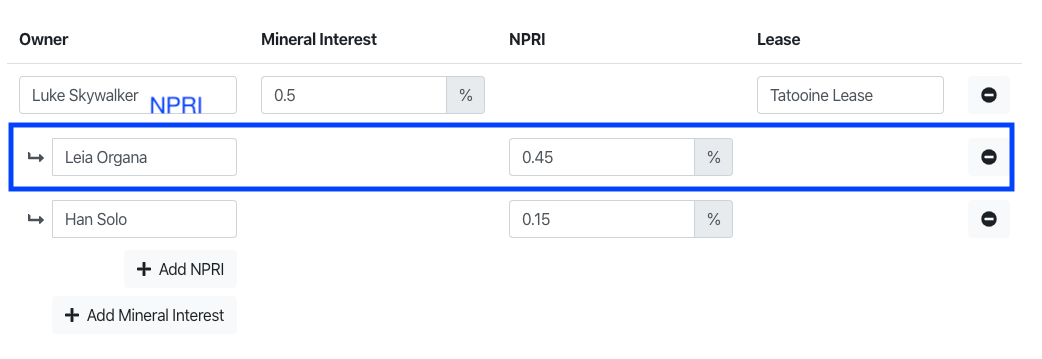 Owner Mineral Interest NPRI Lease
Luke Skywalker 0.5 % Tatooine Lease
NPRI
Leia Organa 0.45 %
Han Solo 0.15 %
Add NPRI
Add Mineral Interest